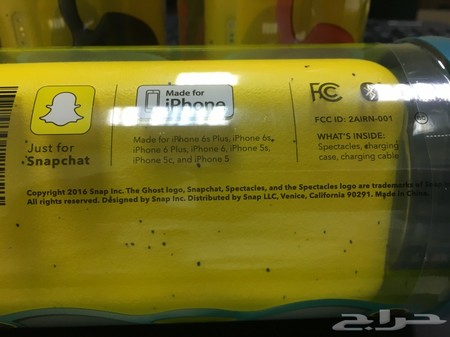 Just for
Snapchat
Made for
iPhone
Made for iPhone 6s Plus, iPhone 6s,
iPhone 6 Plus, iPhone 6, iPhone 5s,
iPhone 5c, and iPhone 5
FC
FCC ID: 2AIRN-001
WHAT'S INSIDE:
Spectacles, charging
case, charging cable
Copyright 2016 Snap Inc. The Ghost logo, Snapchat, Spectacles, and the Spectacles logo are trademarks of Snap
All rights reserved. Designed by Snap Inc. Distributed by Snap LLC, Venice, California 90291. Made in China.
®
حراج